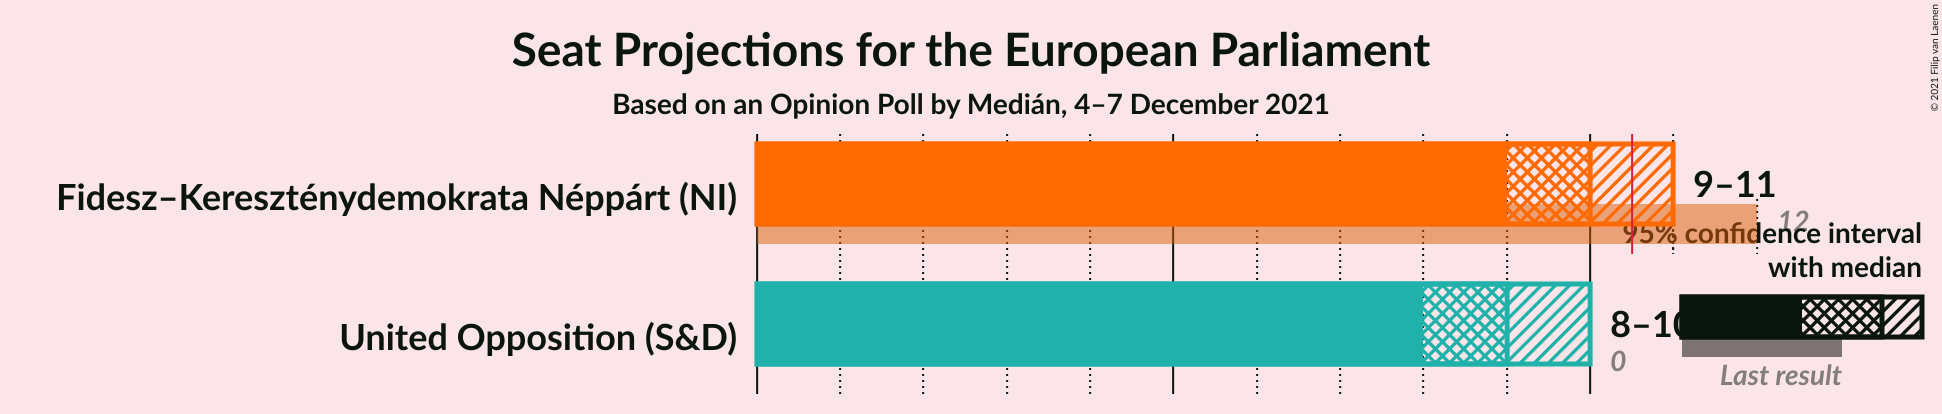 Seat Projections for the European Parliament
Based on an Opinion Poll by Medián, 4–7 December 2021
© 2021 Filip van Laenen
Fidesz–Kereszténydemokrata Néppárt (NI)
9–11
12
95% confidence interval
with median
United Opposition (S&D)
8–10
0
Last result